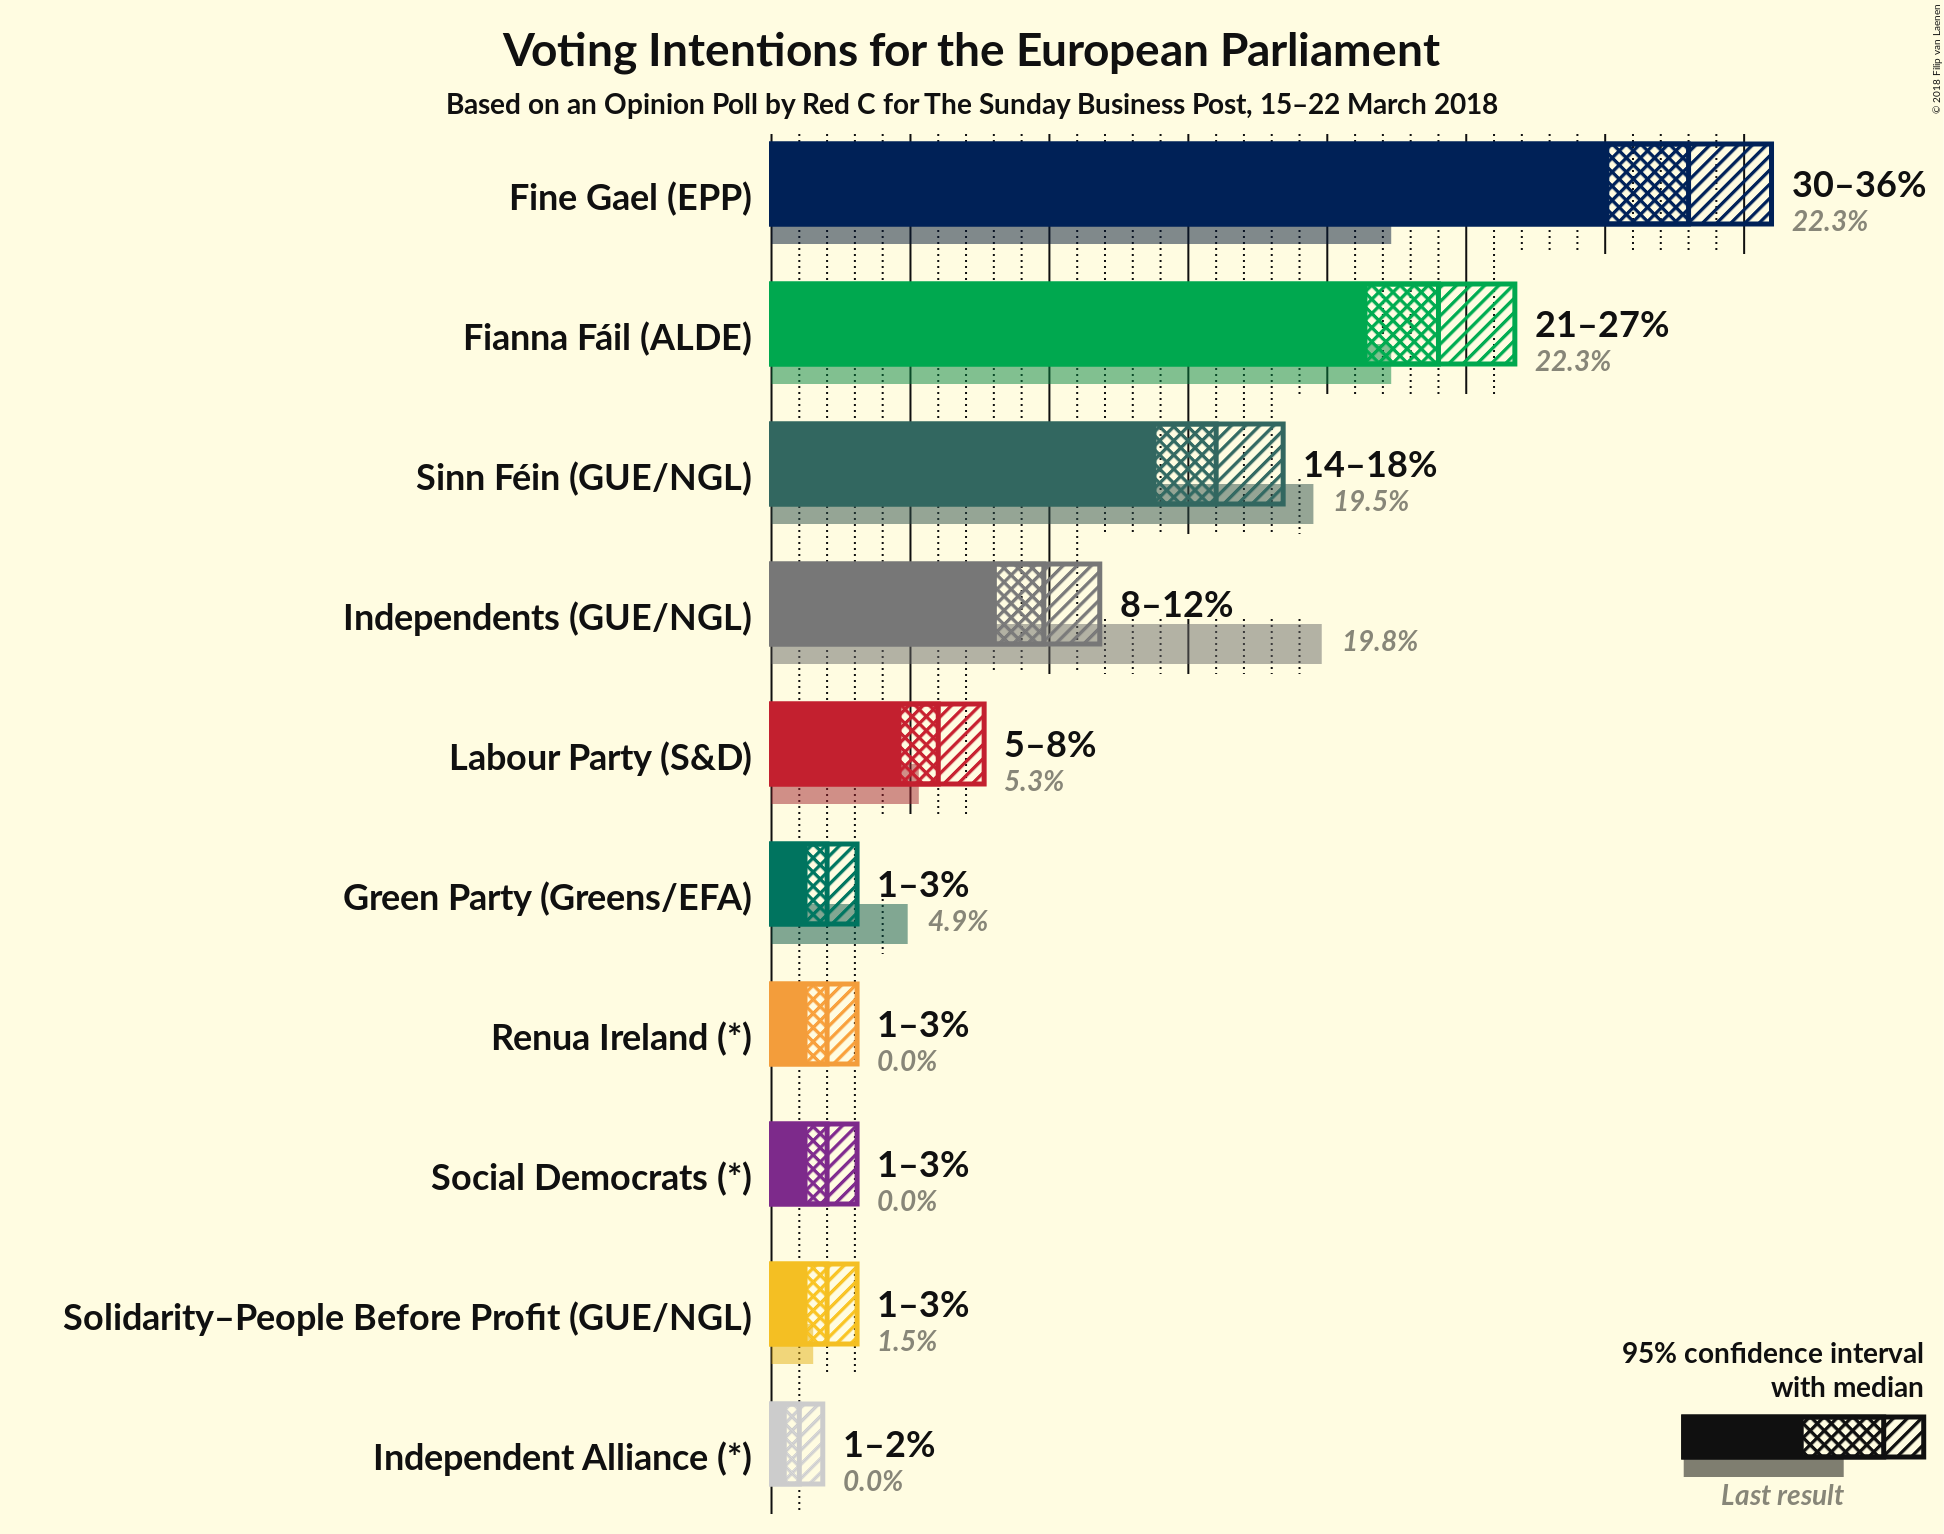 Voting Intentions for the European Parliament
Based on an Opinion Poll by Red C for The Sunday Business Post, 15–22 March 2018
© 2018 Filip van Laenen
Fine Gael (EPP)
30–36%
22.3%
Fianna Fáil (ALDE)
21–27%
22.3%
Sinn Féin (GUE/NGL)
14–18%
19.5%
Independents (GUE/NGL)
8–12%
19.8%
Labour Party (S&D)
5–8%
5.3%
Green Party (Greens/EFA)
1–3%
4.9%
Renua Ireland (*)
1–3%
0.0%
Social Democrats (*)
1–3%
0.0%
Solidarity–People Before Profit (GUE/NGL)
1–3%
1.5%
Independent Alliance (*)
1–2%
0.0%
95% confidence interval
with median
Last result